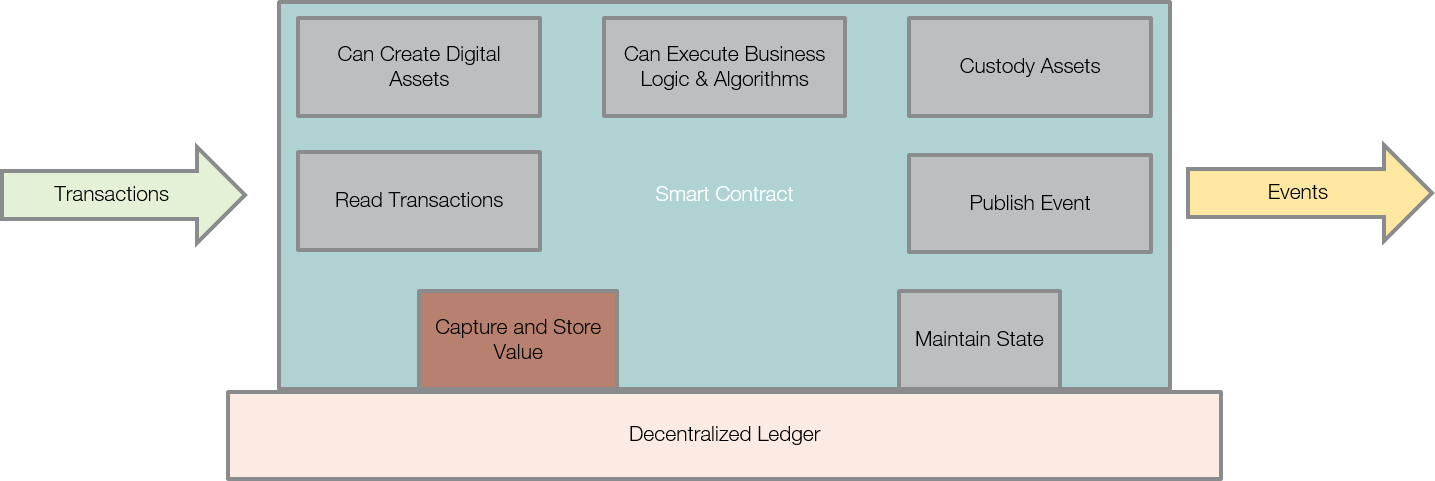 Can Create Digital
Assets
Can Execute Business
Logic & Algorithms
Custody Assets
Transactions
Read Transactions
Smart Contract
Publish Event
Events
Capture and Store
Value
Maintain State
Decentralized Ledger